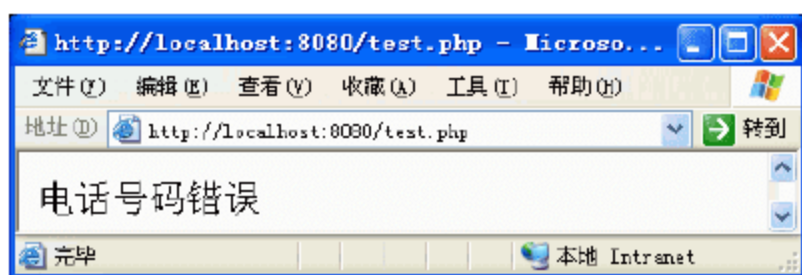 http://localhost:8080/test.php - Microso...
文件(F) 编辑(E) 查看(V) 收藏(A) 工具(T) 帮助(H)
地址(D) http://localhost:8080/test.php 转到
电话号码错误
完毕 本地 Intranet